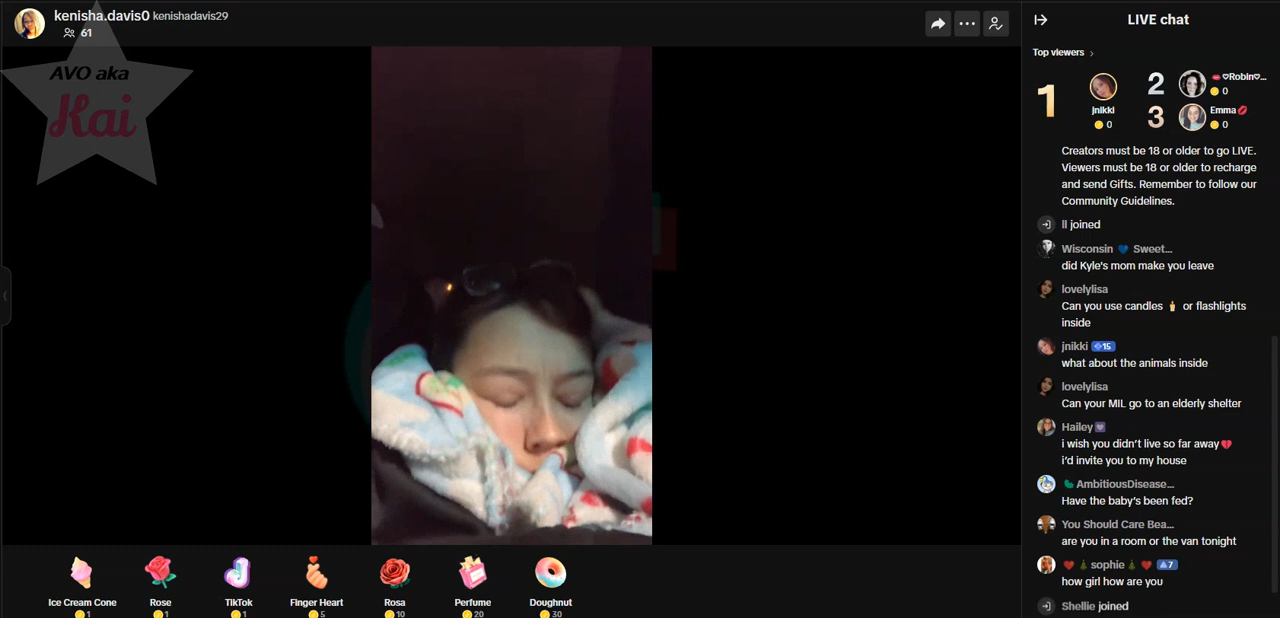 kenisha.davis0 kenishadavis29
61
AVO aka
Kai
LIVE chat
Top viewers
1
jnikki
0
2
♡Robin♡...
0
3
Emma
0
Creators must be 18 or older to go LIVE.
Viewers must be 18 or older to recharge
and send Gifts. Remember to follow our
Community Guidelines.
li joined
Wisconsin 💙 Sweet...
did Kyle's mom make you leave
lovelylisa
Can you use candles 🕯️ or flashlights
inside
jnikki 15
what about the animals inside
lovelylisa
Can your MIL go to an elderly shelter
Hailey
i wish you didn't live so far away💔
i'd invite you to my house
AmbitiousDisease...
Have the baby's been fed?
You Should Care Bea...
are you in a room or the van tonight
❤️🎄sophie🎄❤️ 7
how girl how are you
Shellie joined
Ice Cream Cone
1
Rose
1
TikTok
1
Finger Heart
5
Rosa
10
Perfume
20
Doughnut
30